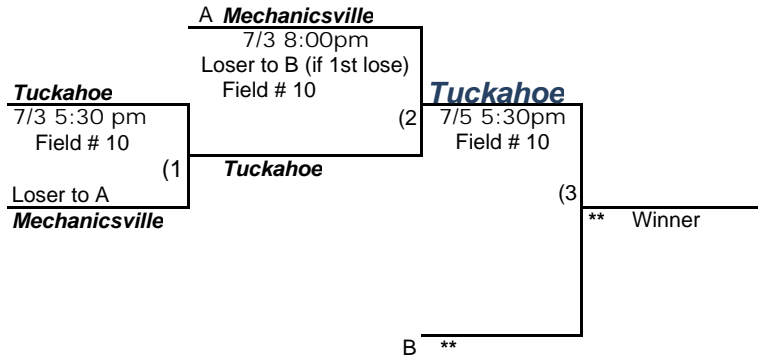 A Mechanicsville
7/3 8:00pm
Loser to B (if 1st lose)
Field # 10
Tuckahoe
7/3 5:30 pm
Field # 10
(1
Loser to A
Mechanicsville
(2
Tuckahoe
Tuckahoe
7/5 5:30pm
Field # 10
(3
** Winner
B **